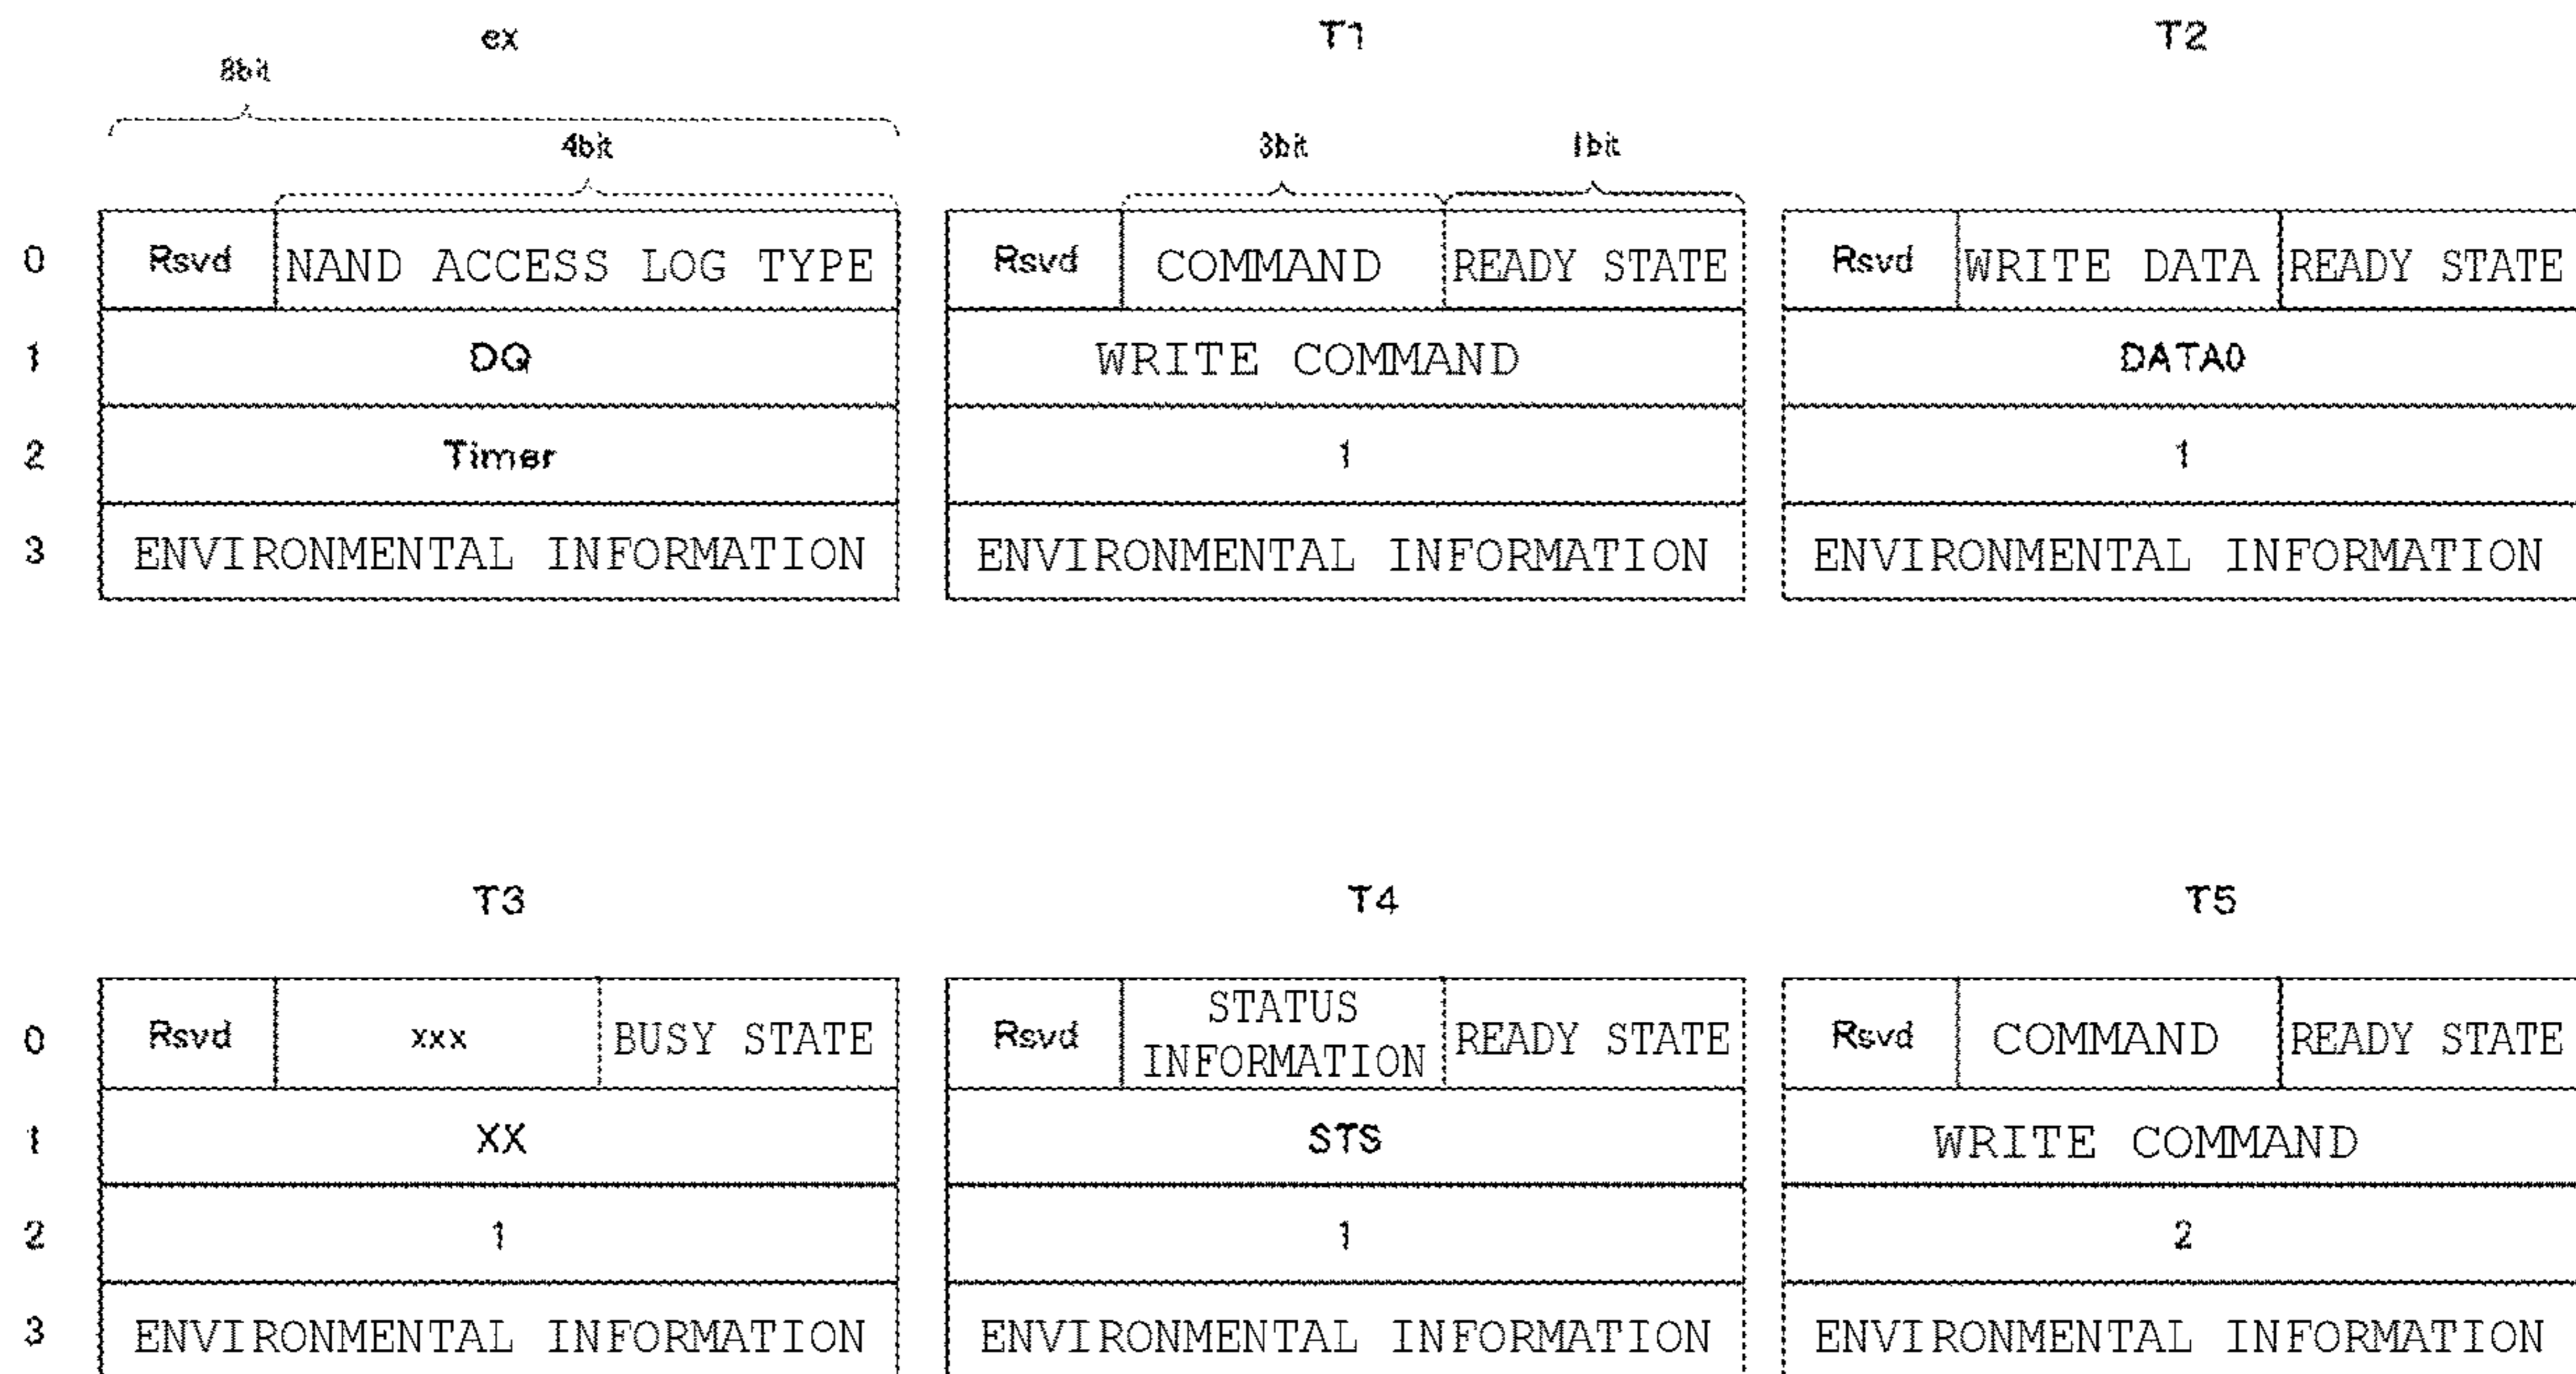 ex T1 T2
8bit
4bit 3bit 1bit
0 Rsvd NAND ACCESS LOG TYPE Rsvd COMMAND READY STATE Rsvd WRITE DATA READY STATE
1 DQ WRITE COMMAND DATA0
2 Timer 1 1
3 ENVIRONMENTAL INFORMATION ENVIRONMENTAL INFORMATION ENVIRONMENTAL INFORMATION
T3 T4 T5
0 Rsvd xxx BUSY STATE Rsvd STATUS INFORMATION READY STATE Rsvd COMMAND READY STATE
1 XX STS WRITE COMMAND
2 1 1 2
3 ENVIRONMENTAL INFORMATION ENVIRONMENTAL INFORMATION ENVIRONMENTAL INFORMATION